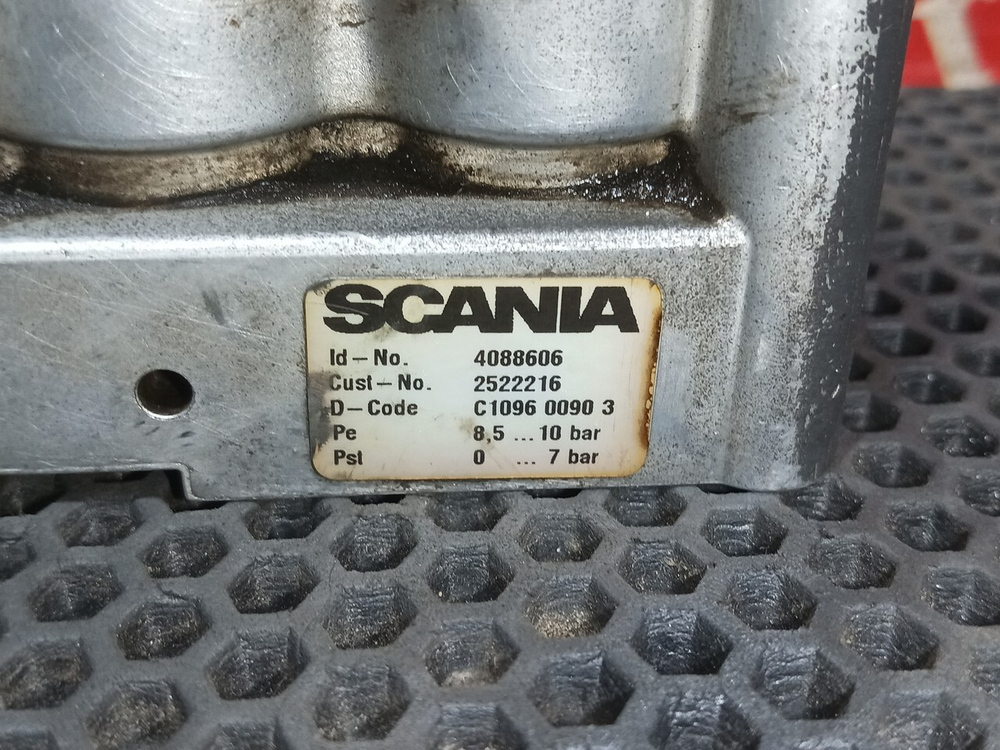 SCANIA
Id – No. 4088606
Cust – No. 2522216
D – Code C1096 0090 3
Pe 8,5 ... 10 bar
Pst 0 ... 7 bar